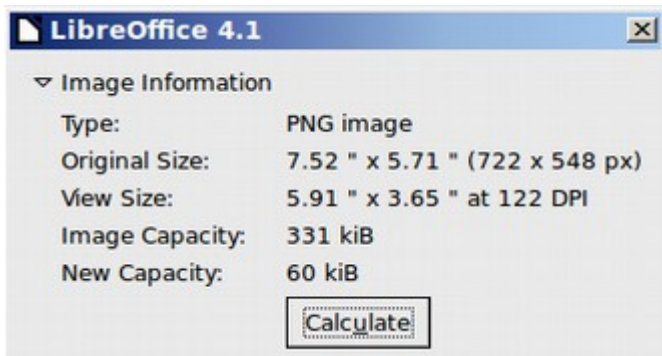 LibreOffice 4.1
Image Information
Type: PNG image
Original Size: 7.52 " x 5.71 " (722 x 548 px)
View Size: 5.91 " x 3.65 " at 122 DPI
Image Capacity: 331 kiB
New Capacity: 60 kiB
Calculate